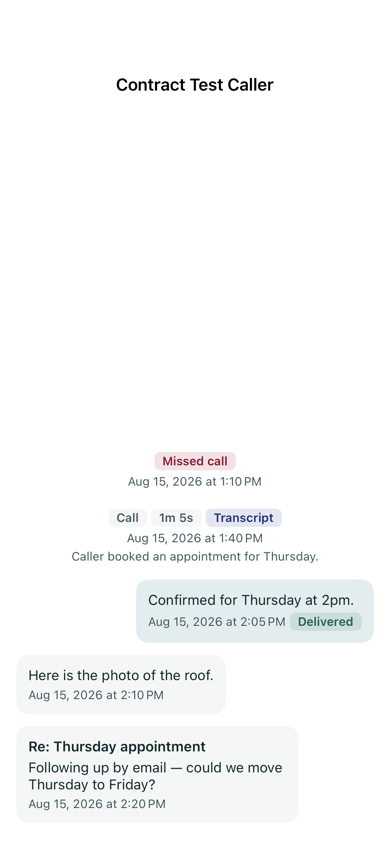 Contract Test Caller
Missed call
Aug 15, 2026 at 1:10 PM
Call 1m 5s Transcript
Aug 15, 2026 at 1:40 PM
Caller booked an appointment for Thursday.
Confirmed for Thursday at 2pm.
Aug 15, 2026 at 2:05 PM Delivered
Here is the photo of the roof.
Aug 15, 2026 at 2:10 PM
Re: Thursday appointment
Following up by email — could we move
Thursday to Friday?
Aug 15, 2026 at 2:20 PM